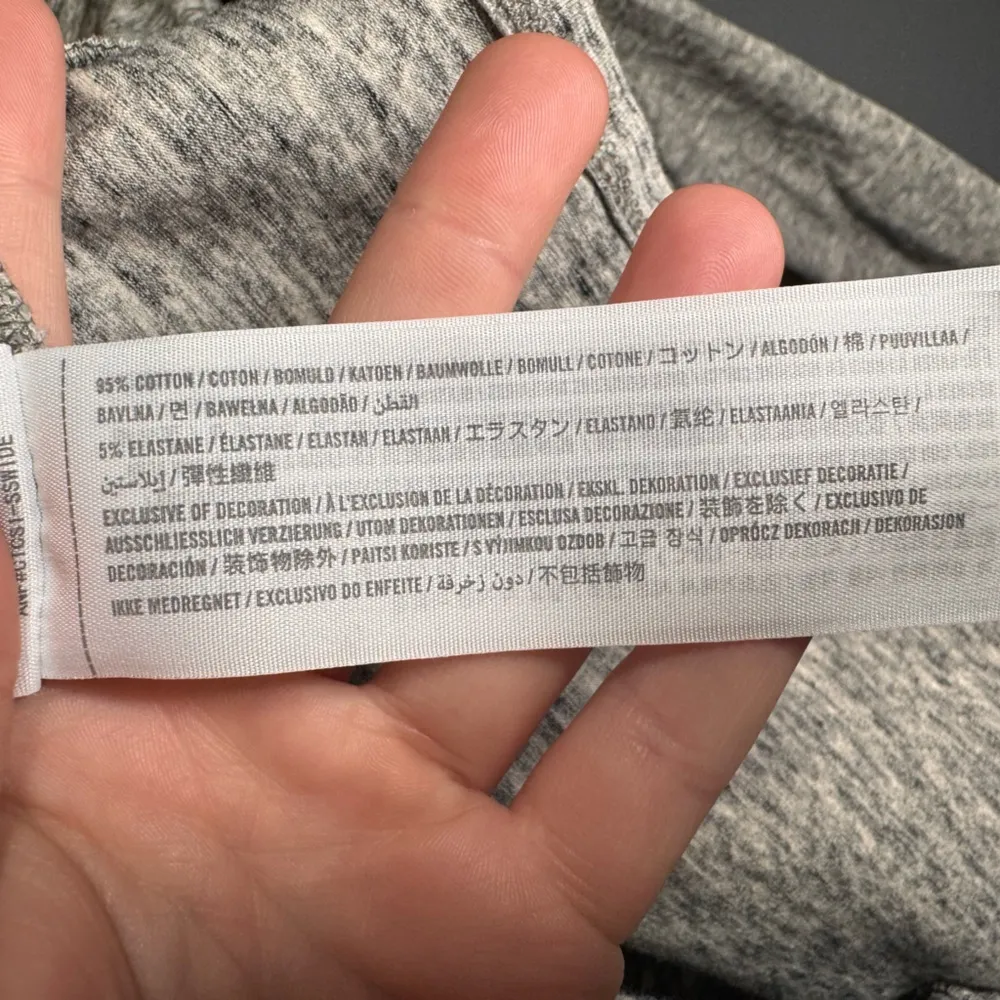 95% COTTON / COTON / BOMULD / KATOEN / BAUMWOLLE / BOMULL / COTONE / コットン / ALGODÓN / 棉 / PUUVILLAA /
BAVLNA / 면 / BAWEŁNA / ALGODÃO / القطن
5% ELASTANE / ÉLASTANE / ELASTAN / ELASTAAN / エラスタン / ELASTANO / 氨纶 / ELASTAANIA / 엘라스탄 /
إيلاستين / 彈性纖維
EXCLUSIVE OF DECORATION / À L'EXCLUSION DE LA DÉCORATION / EKSKL. DEKORATION / EXCLUSIEF DECORATIE /
AUSSCHLIESSLICH VERZIERUNG / UTOM DEKORATIONEN / ESCLUSA DECORAZIONE / 装飾を除く / EXCLUSIVO DE
DECORACIÓN / 装饰物除外 / PAITSI KORISTE / S VÝJIMKOU OZDOB / 고급 장식 / OPRÓCZ DEKORACJI / DEKORASJON
IKKE MEDREGNET / EXCLUSIVO DO ENFEITE / دون زخرفة / 不包括飾物